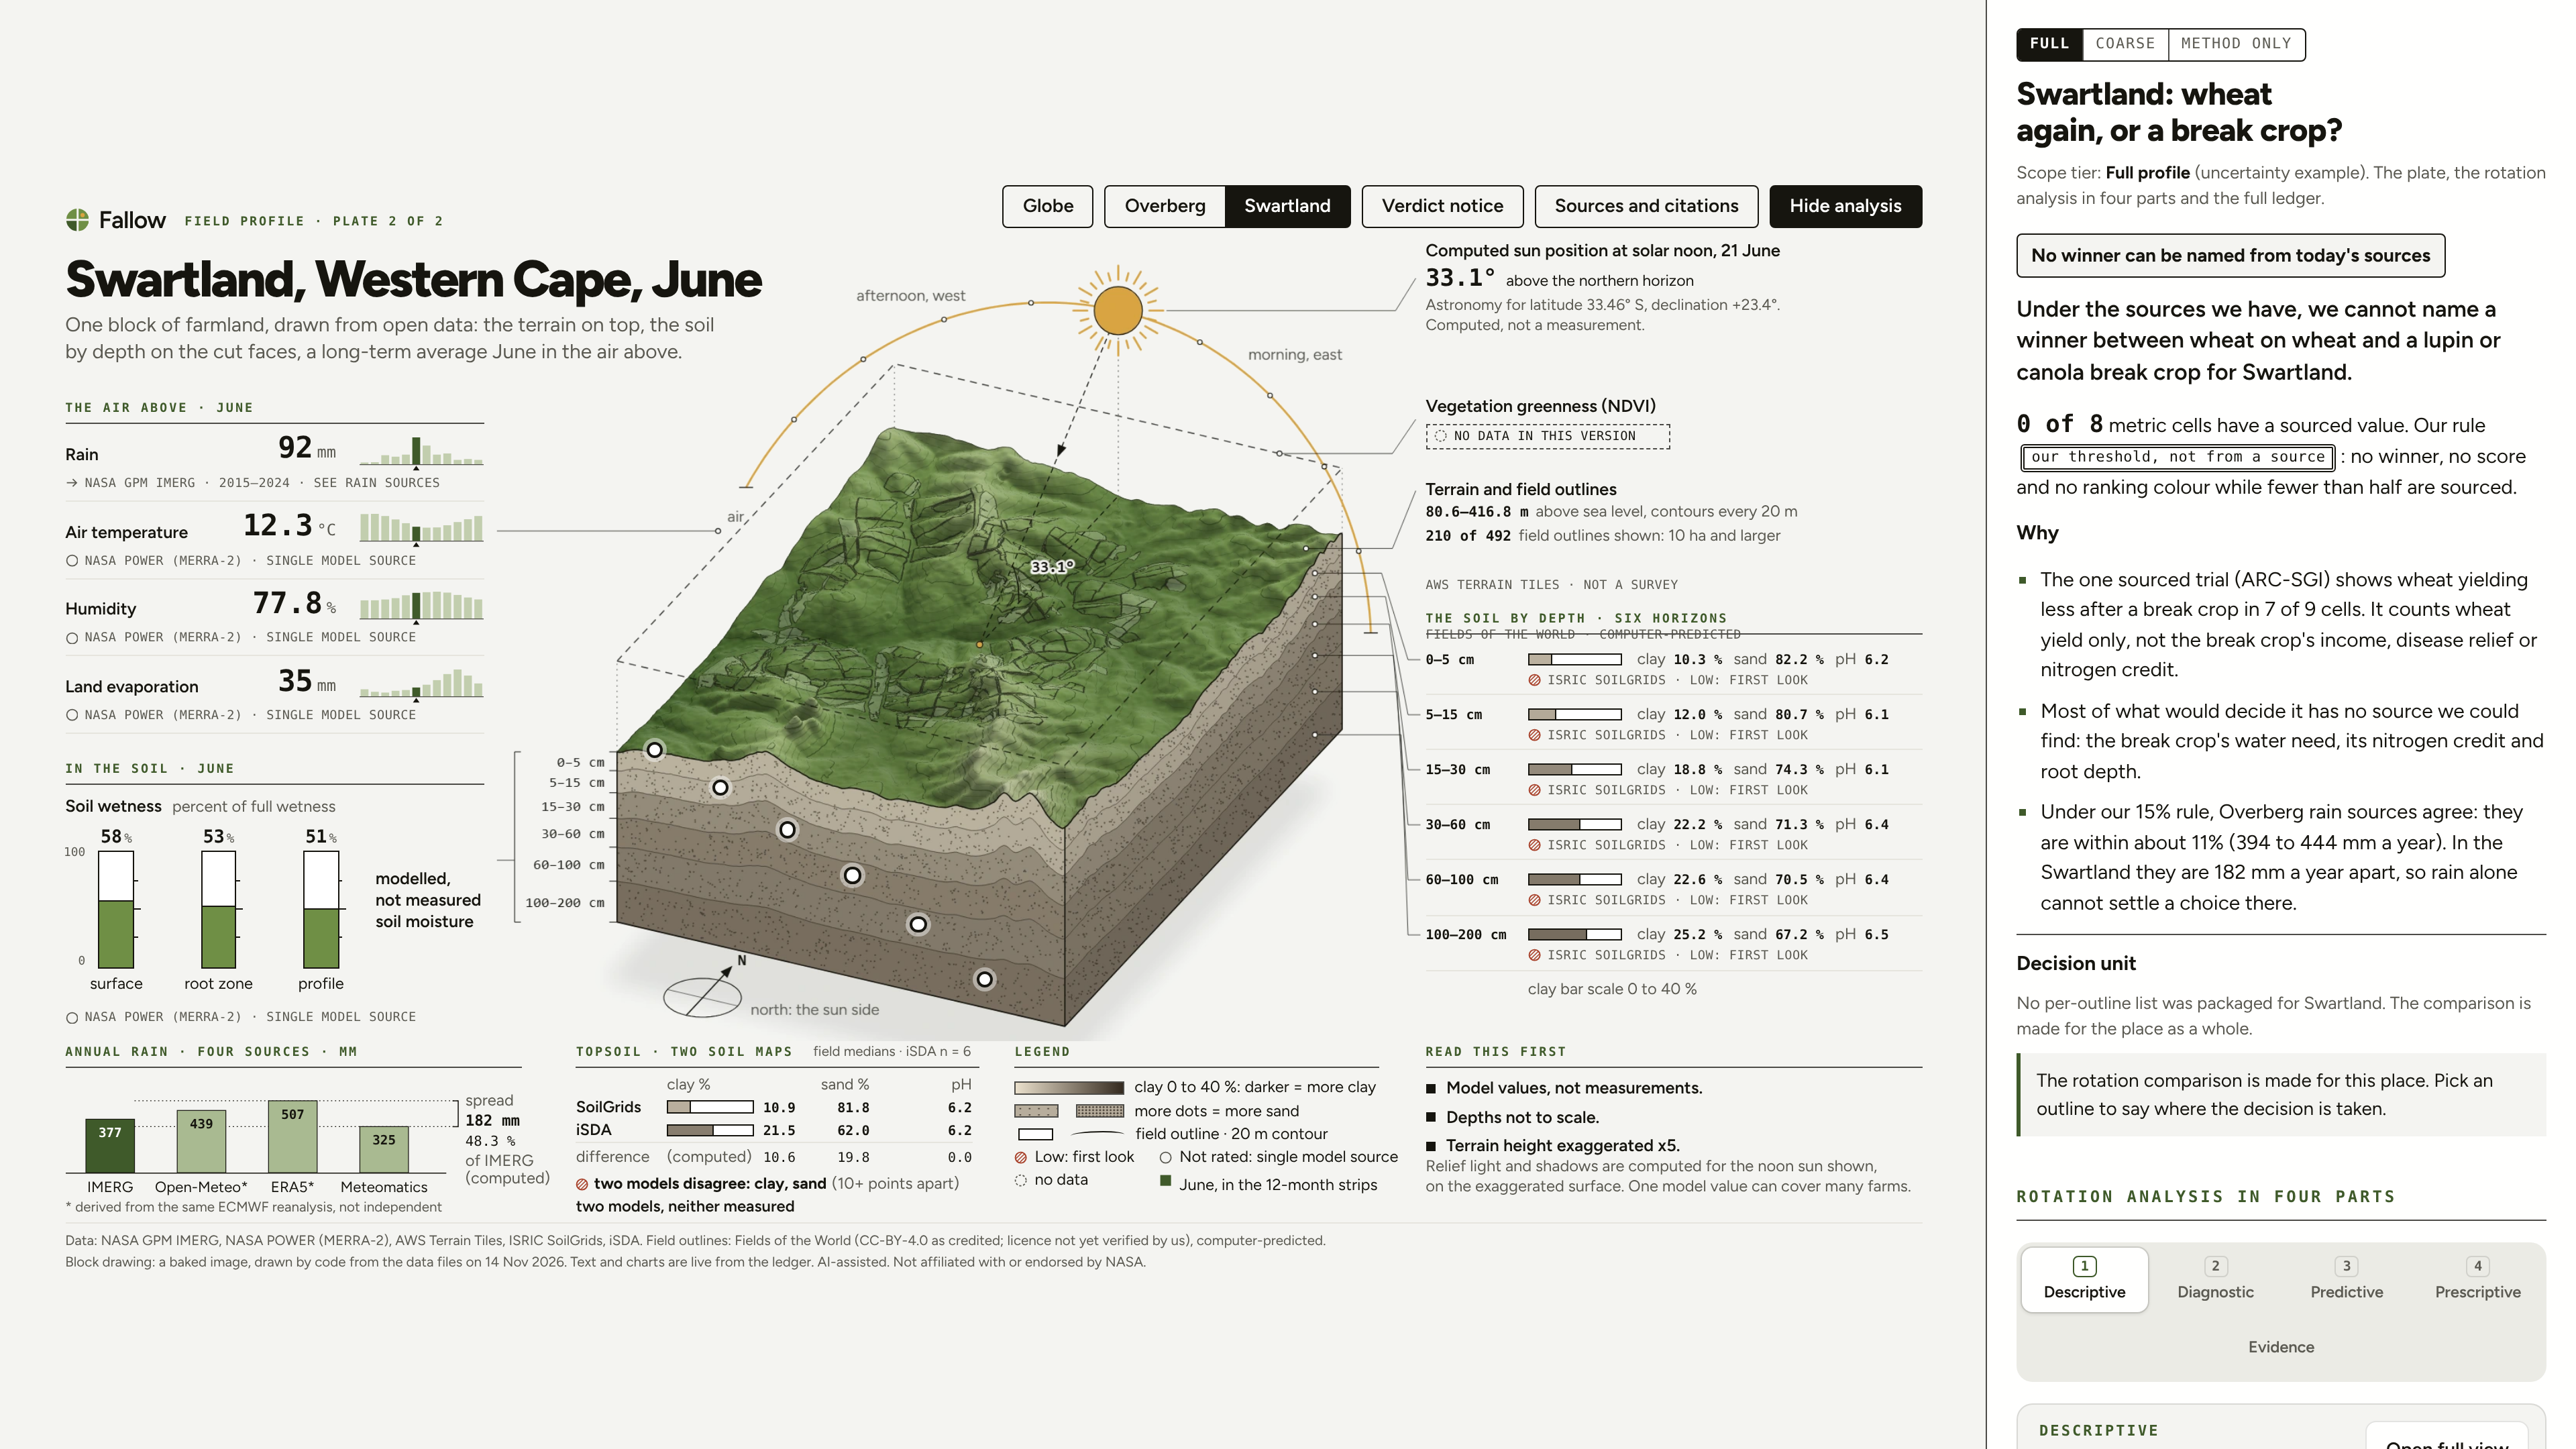 Fallow
FIELD PROFILE · PLATE 2 OF 2
Globe
Overberg
Swartland
Verdict notice
Sources and citations
Hide analysis
Swartland, Western Cape, June
One block of farmland, drawn from open data: the terrain on top, the soil
by depth on the cut faces, a long-term average June in the air above.
THE AIR ABOVE · JUNE
Rain 92 mm
→ NASA GPM IMERG · 2015–2024 · SEE RAIN SOURCES
Air temperature 12.3 °C
NASA POWER (MERRA-2) · SINGLE MODEL SOURCE
Humidity 77.8 %
NASA POWER (MERRA-2) · SINGLE MODEL SOURCE
Land evaporation 35 mm
NASA POWER (MERRA-2) · SINGLE MODEL SOURCE
IN THE SOIL · JUNE
Soil wetness percent of full wetness
58 % 53 % 51 %
100
0
surface root zone profile
modelled,
not measured
soil moisture
NASA POWER (MERRA-2) · SINGLE MODEL SOURCE
afternoon, west
morning, east
air
33.1°
0–5 cm
5–15 cm
15–30 cm
30–60 cm
60–100 cm
100–200 cm
N
north: the sun side
Computed sun position at solar noon, 21 June
33.1° above the northern horizon
Astronomy for latitude 33.46° S, declination +23.4°.
Computed, not a measurement.
Vegetation greenness (NDVI)
NO DATA IN THIS VERSION
Terrain and field outlines
80.6–416.8 m above sea level, contours every 20 m
210 of 492 field outlines shown: 10 ha and larger
AWS TERRAIN TILES · NOT A SURVEY
THE SOIL BY DEPTH · SIX HORIZONS
FIELDS OF THE WORLD · COMPUTER-PREDICTED
0–5 cm clay 10.3 % sand 82.2 % pH 6.2
ISRIC SOILGRIDS · LOW: FIRST LOOK
5–15 cm clay 12.0 % sand 80.7 % pH 6.1
ISRIC SOILGRIDS · LOW: FIRST LOOK
15–30 cm clay 18.8 % sand 74.3 % pH 6.1
ISRIC SOILGRIDS · LOW: FIRST LOOK
30–60 cm clay 22.2 % sand 71.3 % pH 6.4
ISRIC SOILGRIDS · LOW: FIRST LOOK
60–100 cm clay 22.6 % sand 70.5 % pH 6.4
ISRIC SOILGRIDS · LOW: FIRST LOOK
100–200 cm clay 25.2 % sand 67.2 % pH 6.5
ISRIC SOILGRIDS · LOW: FIRST LOOK
clay bar scale 0 to 40 %
ANNUAL RAIN · FOUR SOURCES · MM
377 439 507 325
IMERG Open-Meteo* ERA5* Meteomatics
spread
182 mm
48.3 %
of IMERG
(computed)
* derived from the same ECMWF reanalysis, not independent
TOPSOIL · TWO SOIL MAPS field medians · iSDA n = 6
clay % sand % pH
SoilGrids 10.9 81.8 6.2
iSDA 21.5 62.0 6.2
difference (computed) 10.6 19.8 0.0
two models disagree: clay, sand (10+ points apart)
two models, neither measured
LEGEND
clay 0 to 40 %: darker = more clay
more dots = more sand
field outline · 20 m contour
Low: first look Not rated: single model source
no data June, in the 12-month strips
READ THIS FIRST
Model values, not measurements.
Depths not to scale.
Terrain height exaggerated x5.
Relief light and shadows are computed for the noon sun shown,
on the exaggerated surface. One model value can cover many farms.
Data: NASA GPM IMERG, NASA POWER (MERRA-2), AWS Terrain Tiles, ISRIC SoilGrids, iSDA. Field outlines: Fields of the World (CC-BY-4.0 as credited; licence not yet verified by us), computer-predicted.
Block drawing: a baked image, drawn by code from the data files on 14 Nov 2026. Text and charts are live from the ledger. AI-assisted. Not affiliated with or endorsed by NASA.
FULL COARSE METHOD ONLY
Swartland: wheat
again, or a break crop?
Scope tier: Full profile (uncertainty example). The plate, the rotation
analysis in four parts and the full ledger.
No winner can be named from today's sources
Under the sources we have, we cannot name a
winner between wheat on wheat and a lupin or
canola break crop for Swartland.
0 of 8 metric cells have a sourced value. Our rule
our threshold, not from a source : no winner, no score
and no ranking colour while fewer than half are sourced.
Why
The one sourced trial (ARC-SGI) shows wheat yielding
less after a break crop in 7 of 9 cells. It counts wheat
yield only, not the break crop's income, disease relief or
nitrogen credit.
Most of what would decide it has no source we could
find: the break crop's water need, its nitrogen credit and
root depth.
Under our 15% rule, Overberg rain sources agree: they
are within about 11% (394 to 444 mm a year). In the
Swartland they are 182 mm a year apart, so rain alone
cannot settle a choice there.
Decision unit
No per-outline list was packaged for Swartland. The comparison is
made for the place as a whole.
The rotation comparison is made for this place. Pick an
outline to say where the decision is taken.
ROTATION ANALYSIS IN FOUR PARTS
1 2 3 4
Descriptive Diagnostic Predictive Prescriptive
Evidence
DESCRIPTIVE
Open full view